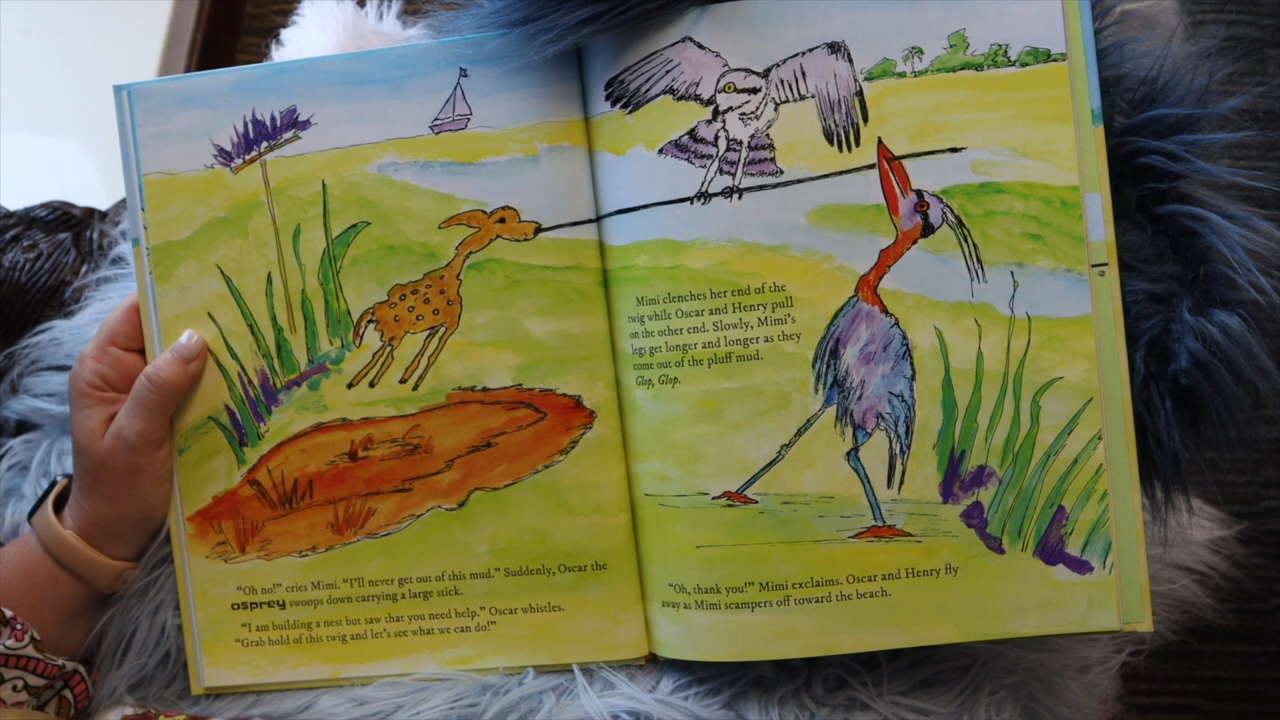 “Oh no!” cries Mimi. “I’ll never get out of this mud.” Suddenly, Oscar the
osprey swoops down carrying a large stick.
“I am building a nest but saw that you need help.” Oscar whistles.
“Grab hold of this twig and let’s see what we can do!”
Mimi clenches her end of the
twig while Oscar and Henry pull
on the other end. Slowly, Mimi’s
legs get longer and longer as they
come out of the pluff mud.
Glop, Glop.
“Oh, thank you!” Mimi exclaims. Oscar and Henry fly
away as Mimi scampers off toward the beach.